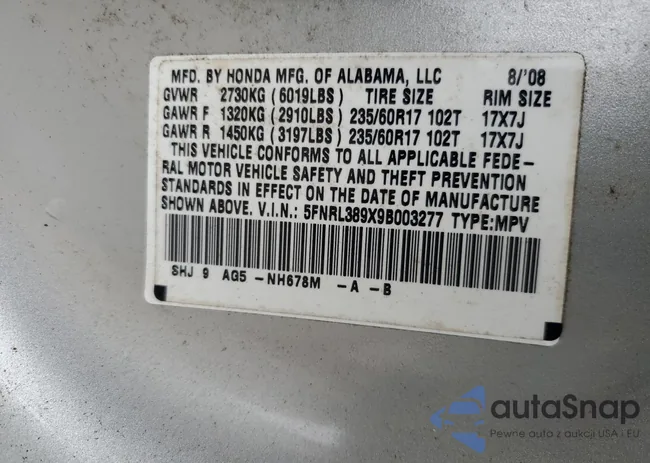 MFD. BY HONDA MFG. OF ALABAMA, LLC 8/'08
GVWR 2730KG (6019LBS) TIRE SIZE RIM SIZE
GAWR F 1320KG (2910LBS) 235/60R17 102T 17X7J
GAWR R 1450KG (3197LBS) 235/60R17 102T 17X7J
THIS VEHICLE CONFORMS TO ALL APPLICABLE FEDE-
RAL MOTOR VEHICLE SAFETY AND THEFT PREVENTION
STANDARDS IN EFFECT ON THE DATE OF MANUFACTURE
SHOWN ABOVE. V.I.N.: 5FNRL389X9B003277 TYPE:MPV
SHJ 9 AG5 -NH678M -A -B
autaSnap
Pewne auta z aukcji USA i EU